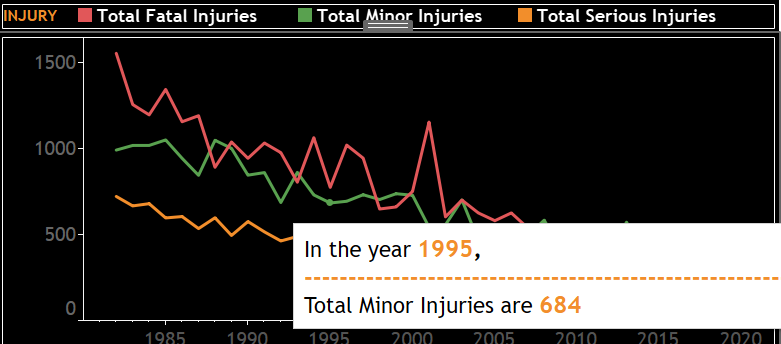 INJURY Total Fatal Injuries Total Minor Injuries Total Serious Injuries
1500
1000
500
In the year 1995,
0
Total Minor Injuries are 684
1985 1990 1995 2000 2005 2010 2015 2020